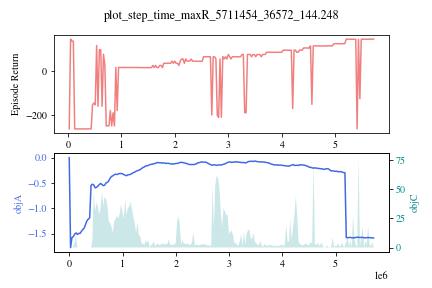 plot_step_time_maxR_5711454_36572_144.248
Episode Return
0
−200
0 1 2 3 4 5
objA
0.0
−0.5
−1.0
−1.5
objC
75
50
25
0
0 1 2 3 4 5
1e6